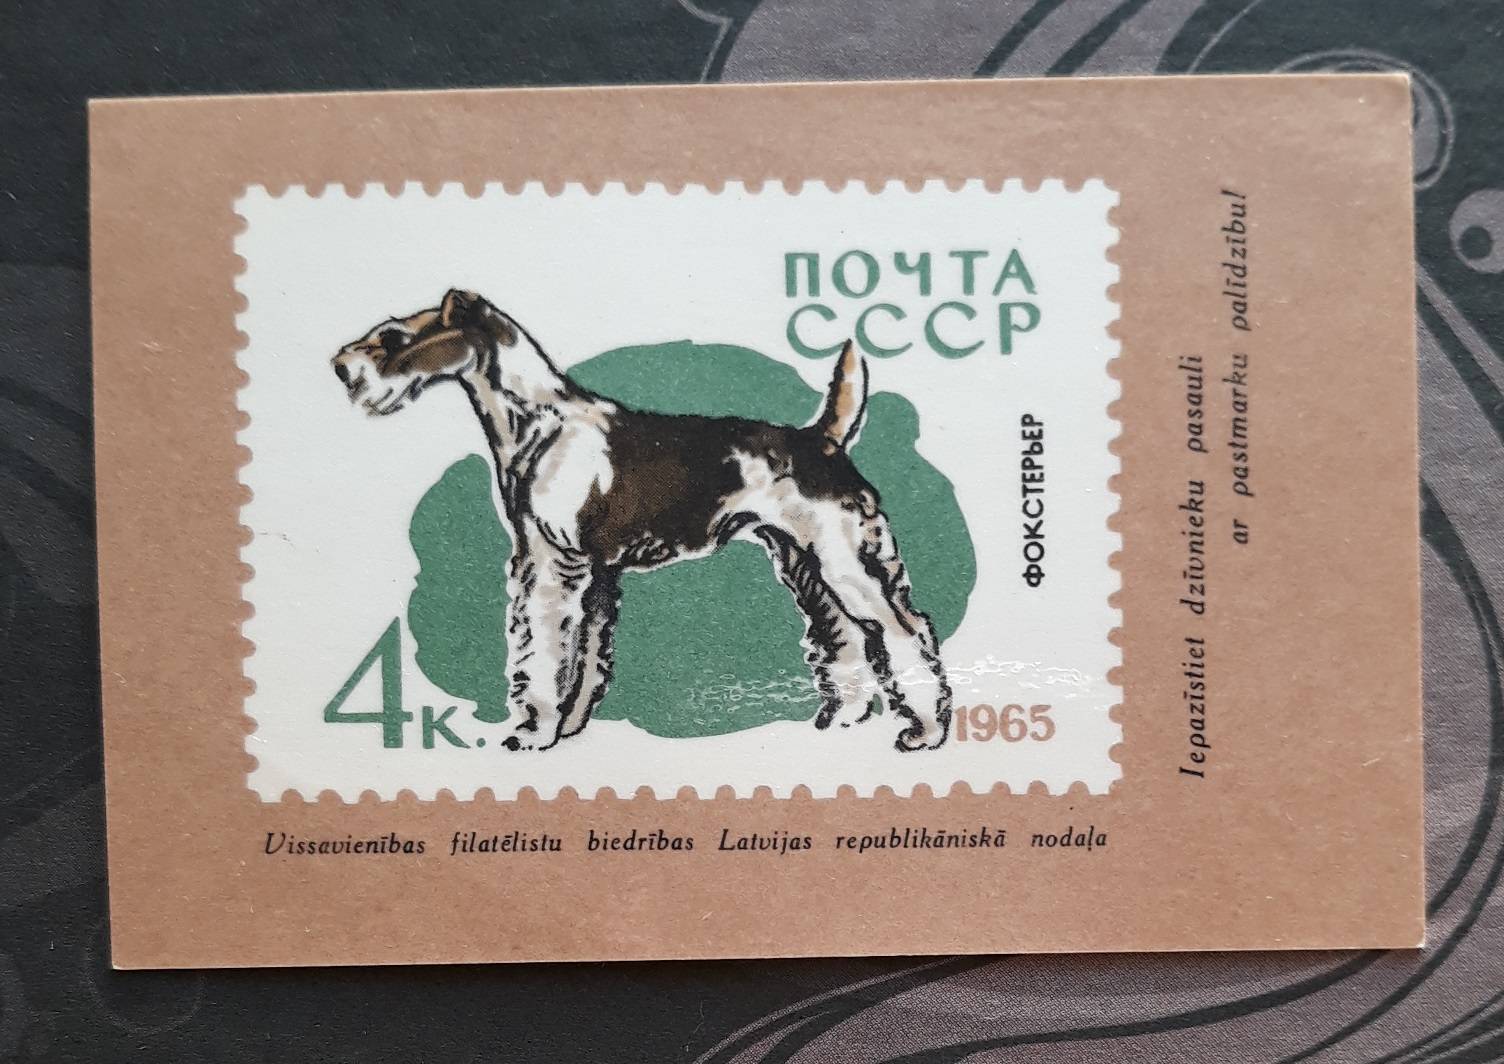 ПОЧТА
СССР
ФОКСТЕРЬЕР
4к.
1965
Vissavienības filatēlistu biedrības Latvijas republikāniskā nodaļa
Iepazīstiet dzīvnieku pasauli
ar pastmarku palīdzību!